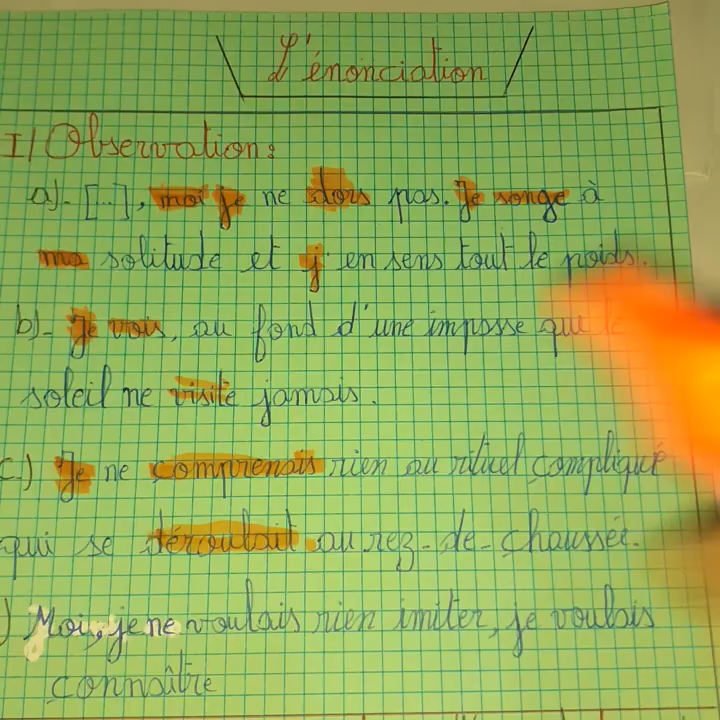 L'énonciation
I/ Observation:
a)- [...], moi je ne dors pas. Je songe à
ma solitude et j'en sens tout le poids.
b)- Je vois, au fond d'une impasse que le
soleil ne visite jamais.
c) Je ne comprenais rien au rituel compliqué
qui se déroulait au rez-de-chaussée.
) Moi, je ne voulais rien imiter, je voulais
connaître